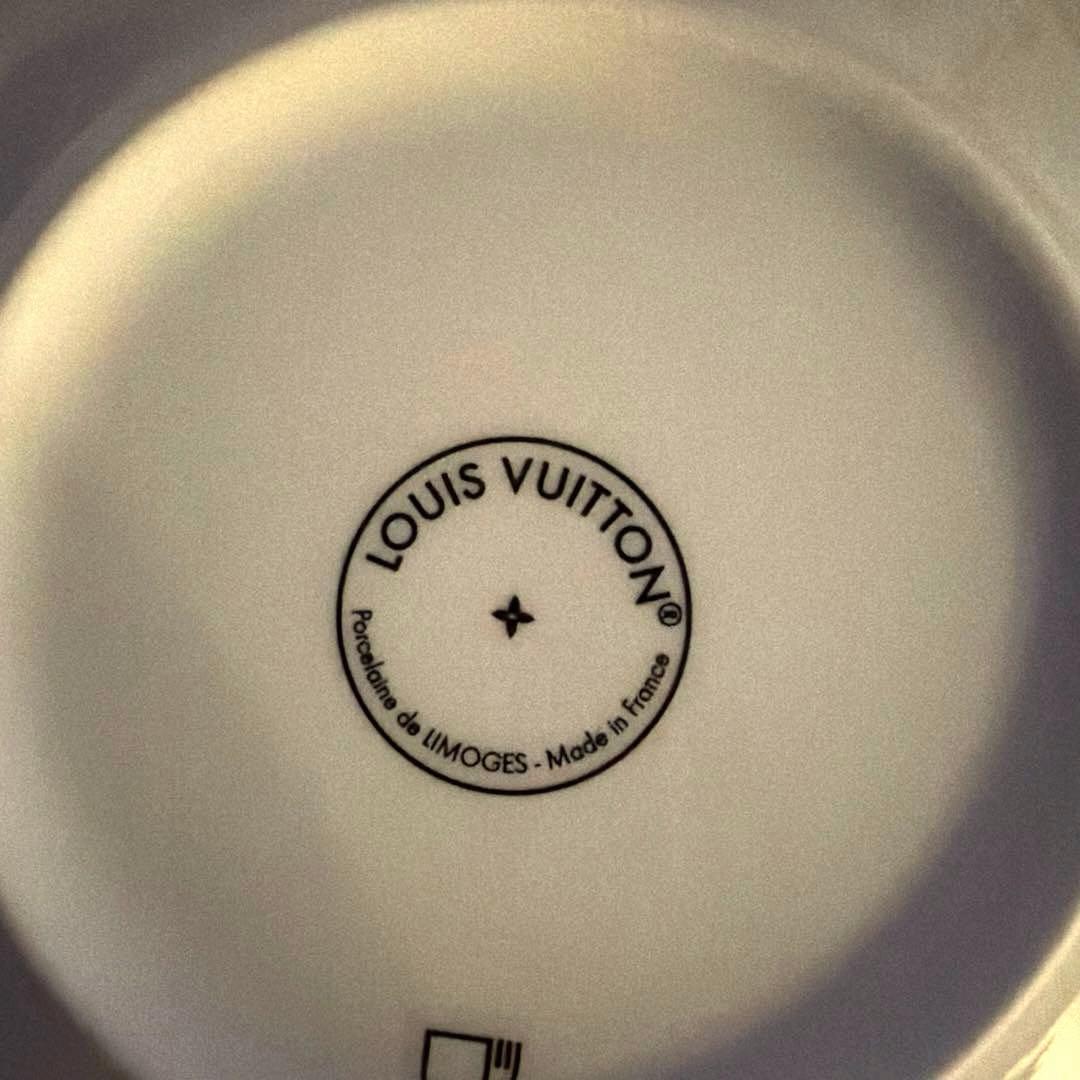 LOUIS VUITTON®
Porcelaine de LIMOGES - Made in France